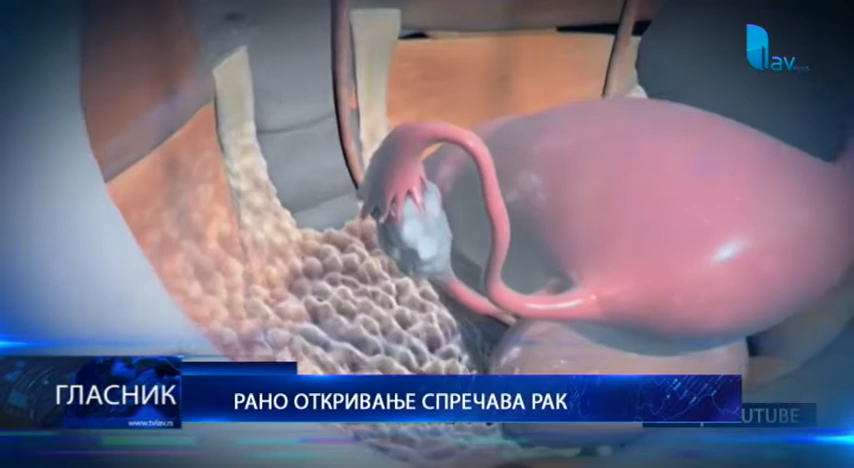 lav
ГЛАСНИК
www.tvlav.rs
РАНО ОТКРИВАЊЕ СПРЕЧАВА РАК
UTUBE